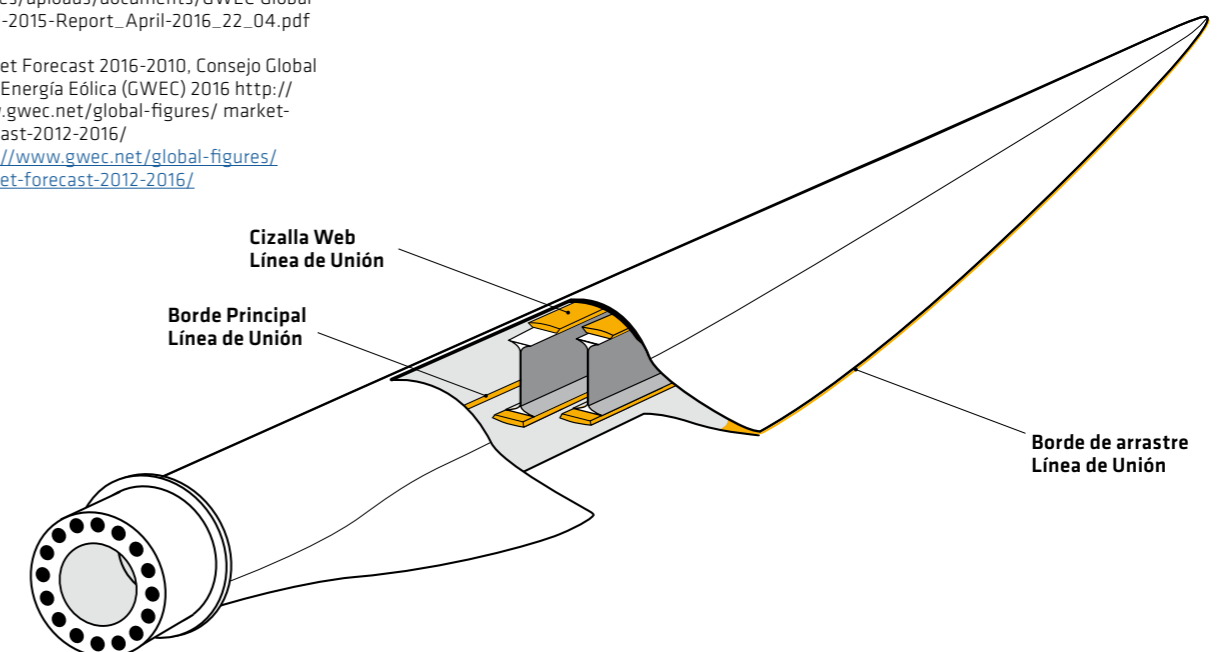 -2015-Report_April-2016_22_04.pdf
et Forecast 2016-2010, Consejo Global
Energía Eólica (GWEC) 2016 http://
.gwec.net/global-figures/ market-
ast-2012-2016/
//www.gwec.net/global-figures/
et-forecast-2012-2016/
Cizalla Web
Línea de Unión
Borde Principal
Línea de Unión
Borde de arrastre
Línea de Unión